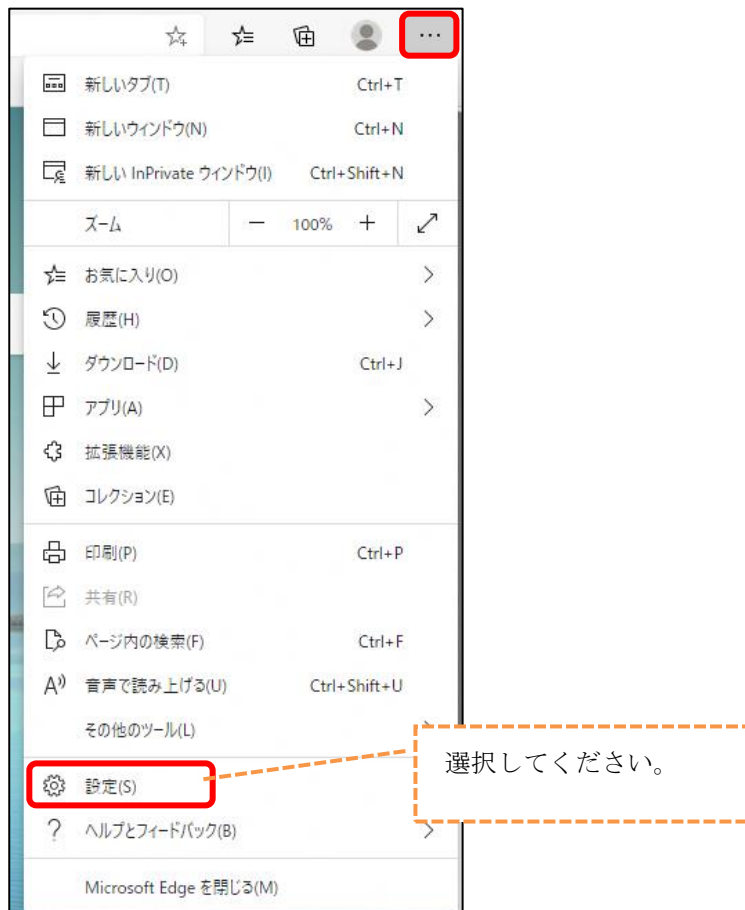 新しいタブ(T) Ctrl+T
新しいウィンドウ(N) Ctrl+N
新しい InPrivate ウィンドウ(I) Ctrl+Shift+N
ズーム － 100% ＋
お気に入り(O)
履歴(H)
ダウンロード(D) Ctrl+J
アプリ(A)
拡張機能(X)
コレクション(E)
印刷(P) Ctrl+P
共有(R)
ページ内の検索(F) Ctrl+F
音声で読み上げる(U) Ctrl+Shift+U
その他のツール(L)
選択してください。
設定(S)
ヘルプとフィードバック(B)
Microsoft Edge を閉じる(M)